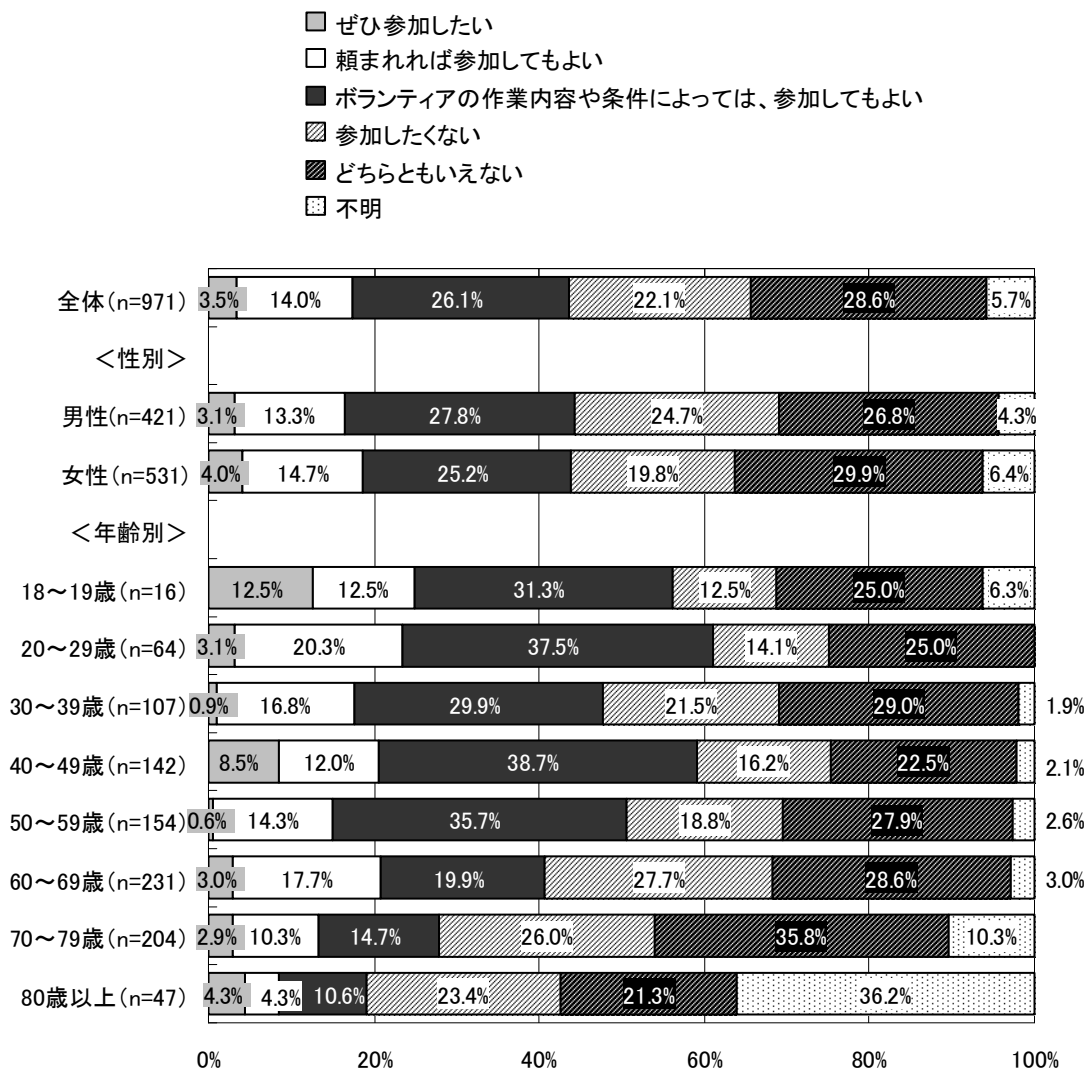 ぜひ参加したい
頼まれれば参加してもよい
ボランティアの作業内容や条件によっては、参加してもよい
参加したくない
どちらともいえない
不明
全体(n=971) 3.5% 14.0% 26.1% 22.1% 28.6% 5.7%
＜性別＞
男性(n=421) 3.1% 13.3% 27.8% 24.7% 26.8% 4.3%
女性(n=531) 4.0% 14.7% 25.2% 19.8% 29.9% 6.4%
＜年齢別＞
18～19歳(n=16) 12.5% 12.5% 31.3% 12.5% 25.0% 6.3%
20～29歳(n=64) 3.1% 20.3% 37.5% 14.1% 25.0%
30～39歳(n=107) 0.9% 16.8% 29.9% 21.5% 29.0% 1.9%
40～49歳(n=142) 8.5% 12.0% 38.7% 16.2% 22.5% 2.1%
50～59歳(n=154) 0.6% 14.3% 35.7% 18.8% 27.9% 2.6%
60～69歳(n=231) 3.0% 17.7% 19.9% 27.7% 28.6% 3.0%
70～79歳(n=204) 2.9% 10.3% 14.7% 26.0% 35.8% 10.3%
80歳以上(n=47) 4.3% 4.3% 10.6% 23.4% 21.3% 36.2%
0% 20% 40% 60% 80% 100%